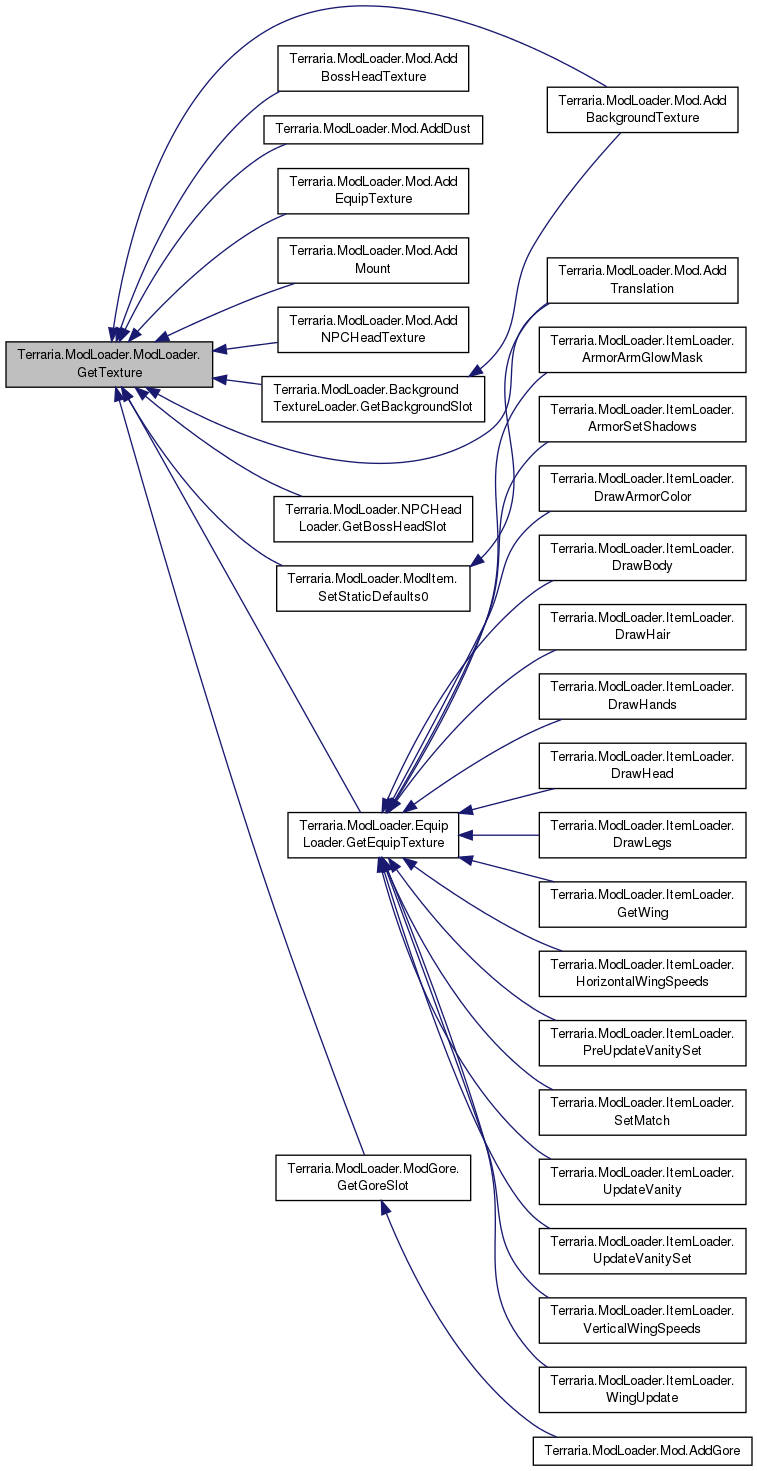 Terraria.ModLoader.ModLoader.
GetTexture
Terraria.ModLoader.Mod.Add
BossHeadTexture
Terraria.ModLoader.Mod.AddDust
Terraria.ModLoader.Mod.Add
EquipTexture
Terraria.ModLoader.Mod.Add
Mount
Terraria.ModLoader.Mod.Add
NPCHeadTexture
Terraria.ModLoader.Background
TextureLoader.GetBackgroundSlot
Terraria.ModLoader.NPCHead
Loader.GetBossHeadSlot
Terraria.ModLoader.ModItem.
SetStaticDefaults0
Terraria.ModLoader.Equip
Loader.GetEquipTexture
Terraria.ModLoader.ModGore.
GetGoreSlot
Terraria.ModLoader.Mod.Add
BackgroundTexture
Terraria.ModLoader.Mod.Add
Translation
Terraria.ModLoader.ItemLoader.
ArmorArmGlowMask
Terraria.ModLoader.ItemLoader.
ArmorSetShadows
Terraria.ModLoader.ItemLoader.
DrawArmorColor
Terraria.ModLoader.ItemLoader.
DrawBody
Terraria.ModLoader.ItemLoader.
DrawHair
Terraria.ModLoader.ItemLoader.
DrawHands
Terraria.ModLoader.ItemLoader.
DrawHead
Terraria.ModLoader.ItemLoader.
DrawLegs
Terraria.ModLoader.ItemLoader.
GetWing
Terraria.ModLoader.ItemLoader.
HorizontalWingSpeeds
Terraria.ModLoader.ItemLoader.
PreUpdateVanitySet
Terraria.ModLoader.ItemLoader.
SetMatch
Terraria.ModLoader.ItemLoader.
UpdateVanity
Terraria.ModLoader.ItemLoader.
UpdateVanitySet
Terraria.ModLoader.ItemLoader.
VerticalWingSpeeds
Terraria.ModLoader.ItemLoader.
WingUpdate
Terraria.ModLoader.Mod.AddGore